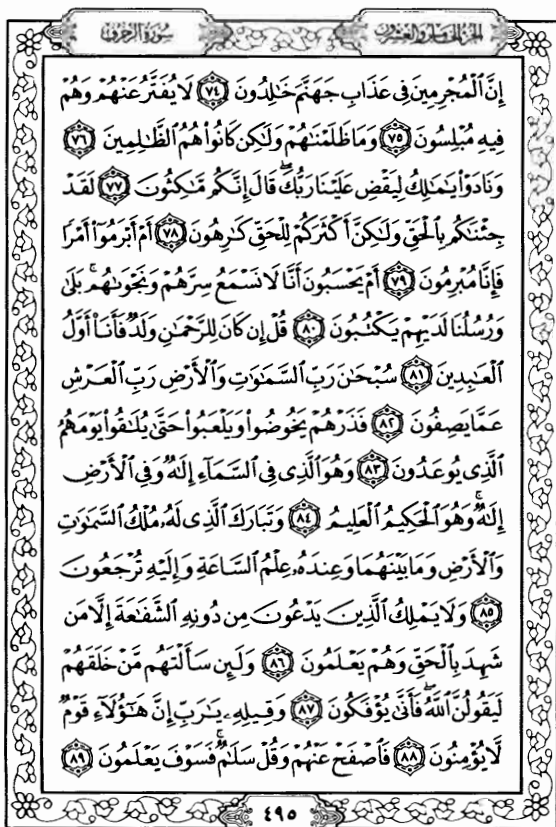 الجزء الخامس والعشرون
سورة الزخرف
إِنَّ ٱلْمُجْرِمِينَ فِى عَذَابِ جَهَنَّمَ خَـٰلِدُونَ ٧٤ لَا يُفَتَّرُ عَنْهُمْ وَهُمْ
فِيهِ مُبْلِسُونَ ٧٥ وَمَا ظَلَمْنَـٰهُمْ وَلَـٰكِن كَانُوا۟ هُمُ ٱلظَّـٰلِمِينَ ٧٦
وَنَادَوْا۟ يَـٰمَـٰلِكُ لِيَقْضِ عَلَيْنَا رَبُّكَ ۖ قَالَ إِنَّكُم مَّـٰكِثُونَ ٧٧ لَقَدْ
جِئْنَـٰكُم بِٱلْحَقِّ وَلَـٰكِنَّ أَكْثَرَكُمْ لِلْحَقِّ كَـٰرِهُونَ ٧٨ أَمْ أَبْرَمُوٓا۟ أَمْرًا
فَإِنَّا مُبْرِمُونَ ٧٩ أَمْ يَحْسَبُونَ أَنَّا لَا نَسْمَعُ سِرَّهُمْ وَنَجْوَىٰهُم ۚ بَلَىٰ
وَرُسُلُنَا لَدَيْهِمْ يَكْتُبُونَ ٨٠ قُلْ إِن كَانَ لِلرَّحْمَـٰنِ وَلَدٌ فَأَنَا۠ أَوَّلُ
ٱلْعَـٰبِدِينَ ٨١ سُبْحَـٰنَ رَبِّ ٱلسَّمَـٰوَٰتِ وَٱلْأَرْضِ رَبِّ ٱلْعَرْشِ
عَمَّا يَصِفُونَ ٨٢ فَذَرْهُمْ يَخُوضُوا۟ وَيَلْعَبُوا۟ حَتَّىٰ يُلَـٰقُوا۟ يَوْمَهُمُ
ٱلَّذِى يُوعَدُونَ ٨٣ وَهُوَ ٱلَّذِى فِى ٱلسَّمَآءِ إِلَـٰهٌ وَفِى ٱلْأَرْضِ
إِلَـٰهٌ ۚ وَهُوَ ٱلْحَكِيمُ ٱلْعَلِيمُ ٨٤ وَتَبَارَكَ ٱلَّذِى لَهُۥ مُلْكُ ٱلسَّمَـٰوَٰتِ
وَٱلْأَرْضِ وَمَا بَيْنَهُمَا وَعِندَهُۥ عِلْمُ ٱلسَّاعَةِ وَإِلَيْهِ تُرْجَعُونَ
٨٥ وَلَا يَمْلِكُ ٱلَّذِينَ يَدْعُونَ مِن دُونِهِ ٱلشَّفَـٰعَةَ إِلَّا مَن
شَهِدَ بِٱلْحَقِّ وَهُمْ يَعْلَمُونَ ٨٦ وَلَئِن سَأَلْتَهُم مَّنْ خَلَقَهُمْ
لَيَقُولُنَّ ٱللَّهُ ۖ فَأَنَّىٰ يُؤْفَكُونَ ٨٧ وَقِيلِهِۦ يَـٰرَبِّ إِنَّ هَـٰٓؤُلَآءِ قَوْمٌ
لَّا يُؤْمِنُونَ ٨٨ فَٱصْفَحْ عَنْهُمْ وَقُلْ سَلَـٰمٌ ۚ فَسَوْفَ يَعْلَمُونَ ٨٩
٤٩٥